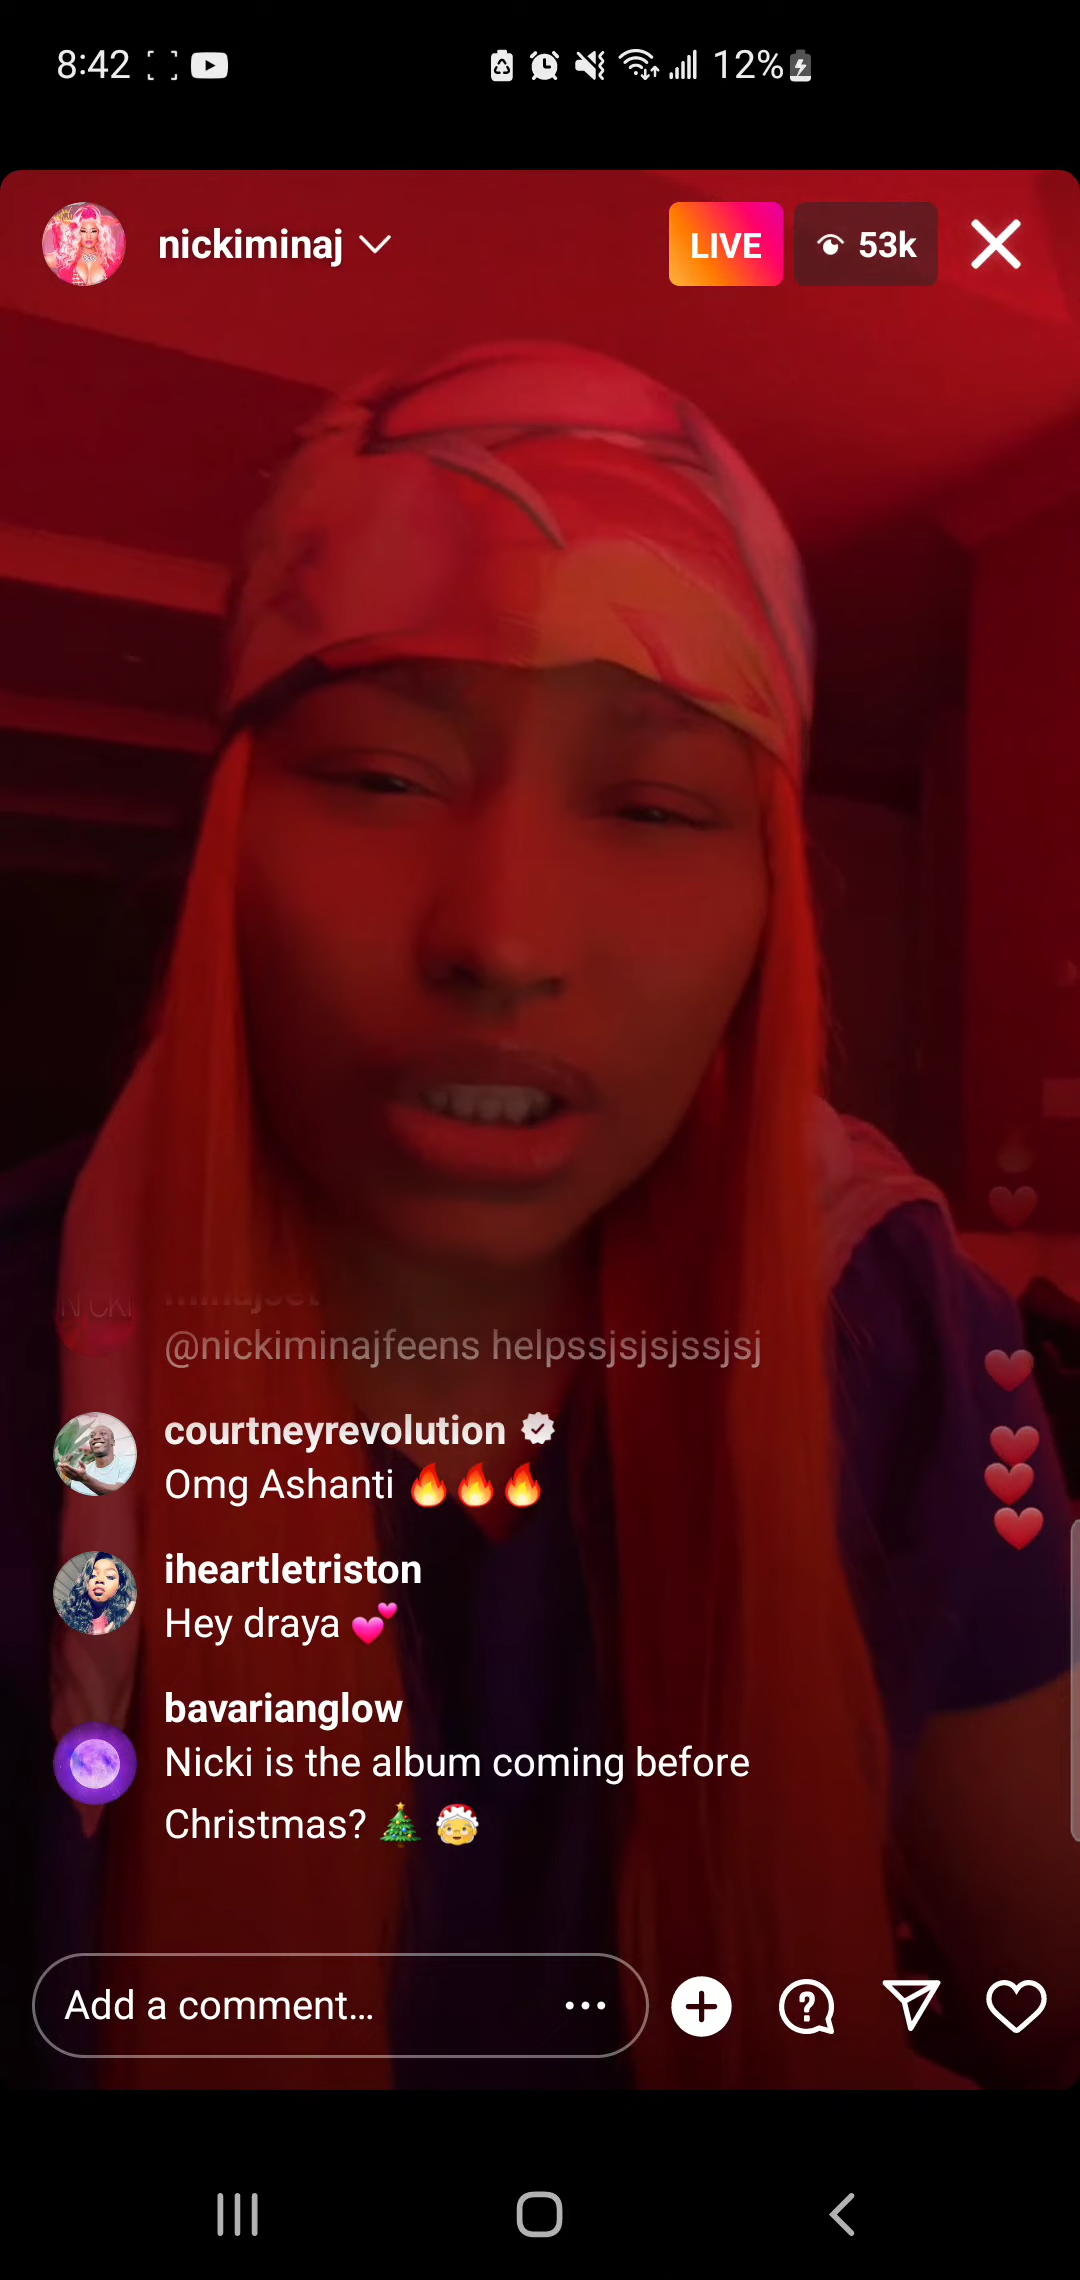 8:42
12%
nickiminaj
LIVE
53k
@nickiminajfeens helpssjsjsjssjsj
courtneyrevolution
Omg Ashanti 🔥🔥🔥
iheartletriston
Hey draya 💕
bavarianglow
Nicki is the album coming before
Christmas? 🎄 🤶
Add a comment...